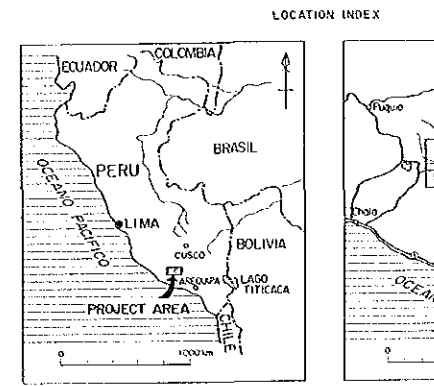 LOCATION INDEX
COLOMBIA
ECUADOR
BRASIL
PERU
OCEANO PACIFICO
LIMA
CUSCO
BOLIVIA
AREQUIPA
LAGO
TITICACA
PROJECT AREA
CHILE
0
1000Km
Puquio
Chala
0